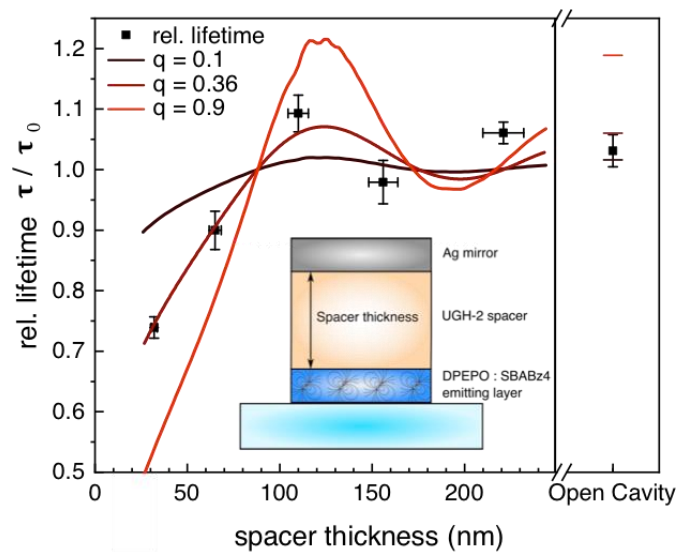 rel. lifetime
q = 0.1
q = 0.36
q = 0.9
1.2
1.1
1.0
0.9
0.8
0.7
0.6
0.5
rel. lifetime τ / τ0
Ag mirror
Spacer thickness
UGH-2 spacer
DPEPO : SBABz4
emitting layer
0 50 100 150 200 Open Cavity
spacer thickness (nm)